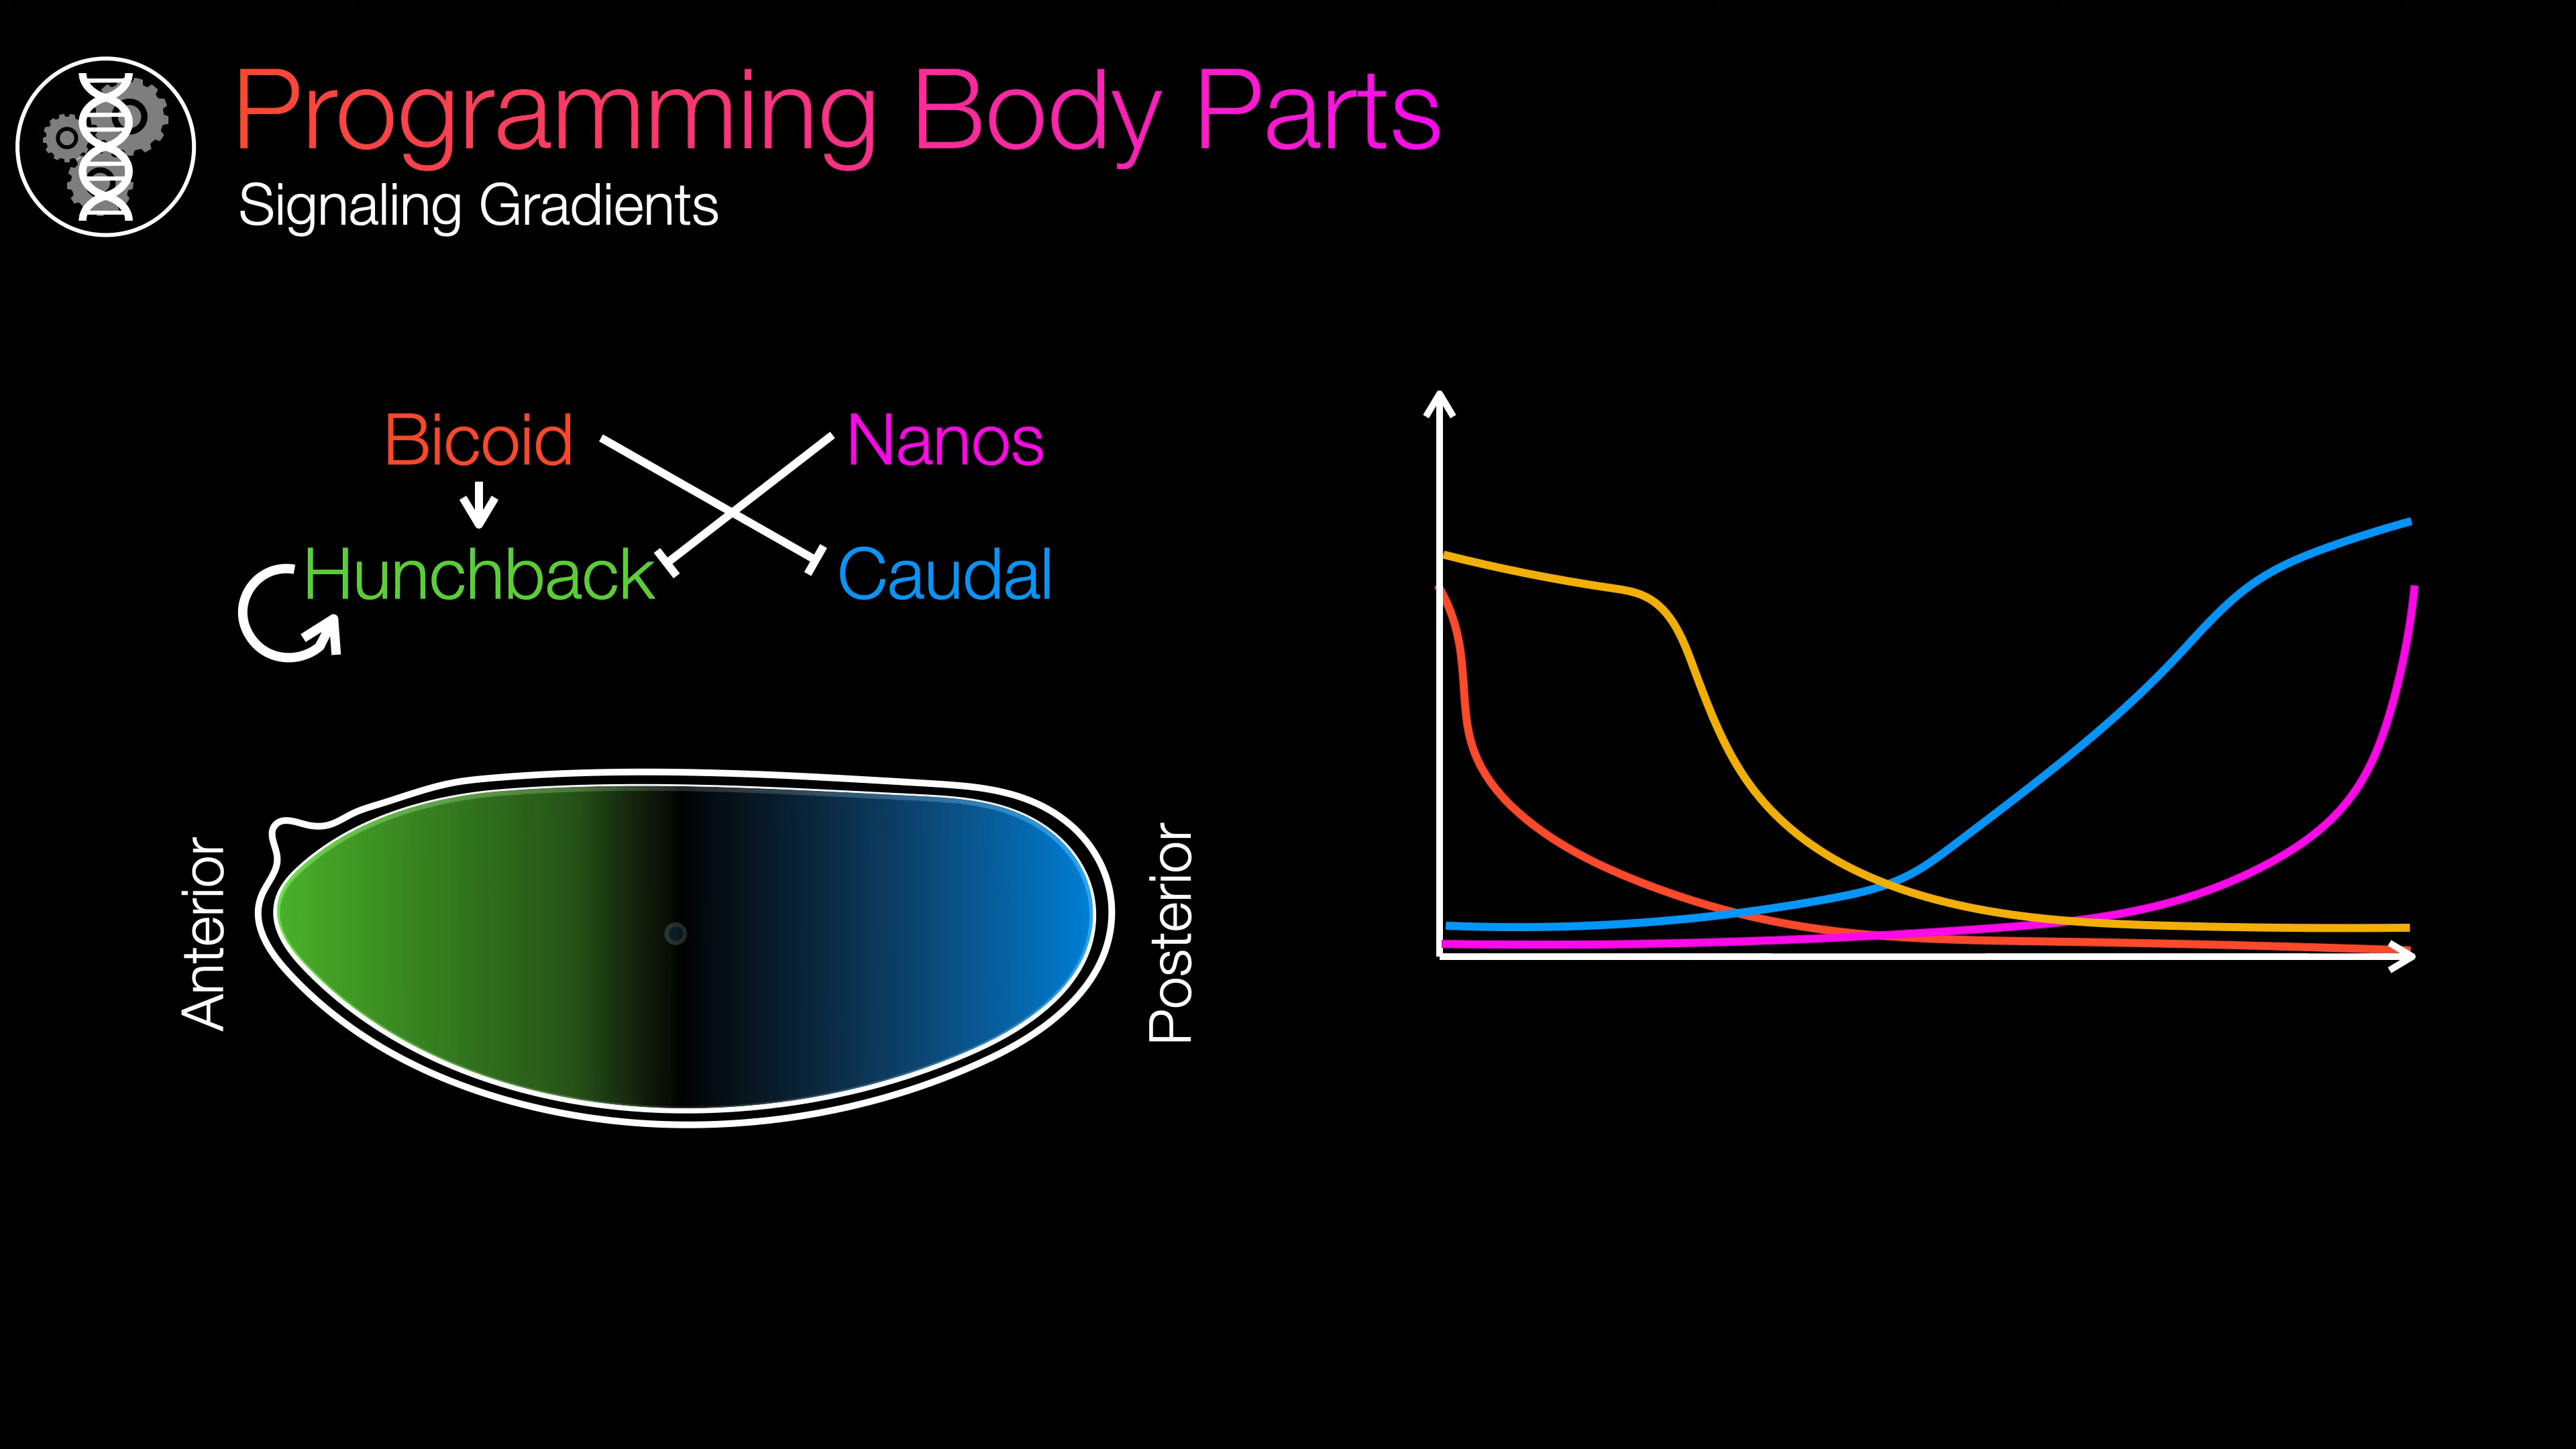 Programming Body Parts
Signaling Gradients
Bicoid Nanos
Hunchback Caudal
Anterior
Posterior